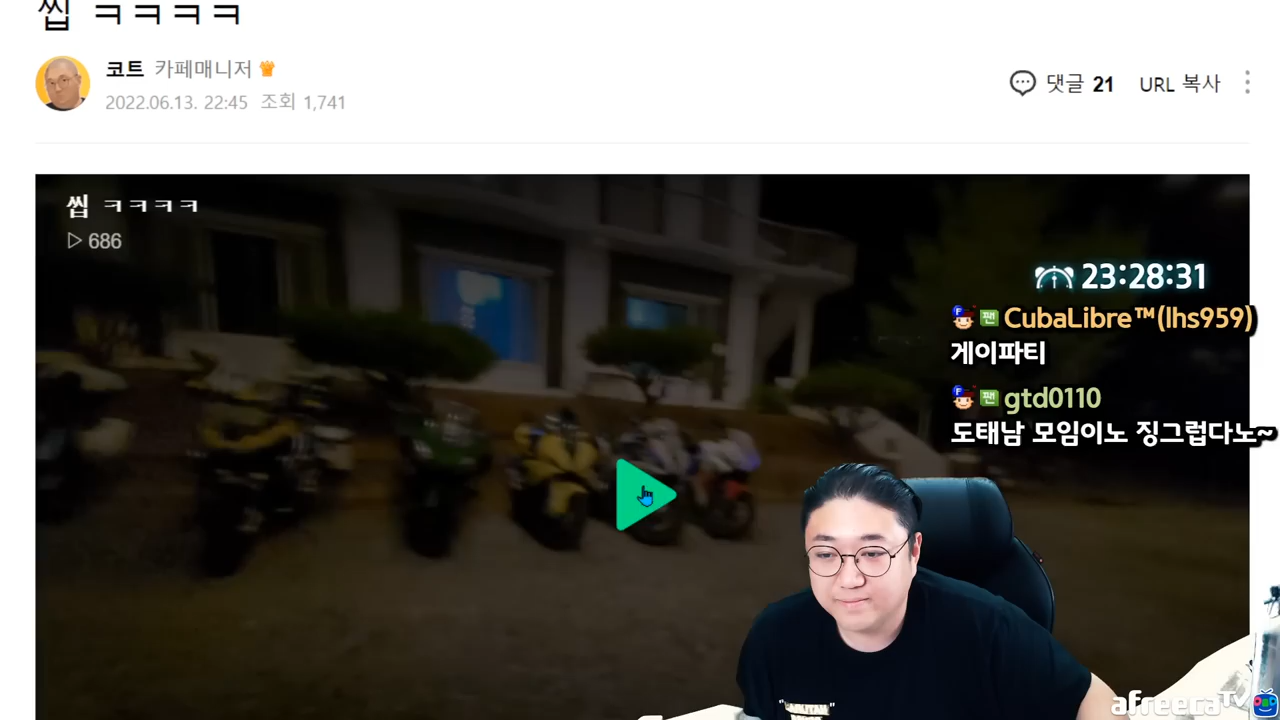 씹 ㅋㅋㅋㅋ
코트 카페매니저
2022.06.13. 22:45 조회 1,741
댓글 21 URL 복사
씹 ㅋㅋㅋㅋ
686
23:28:31
팬 CubaLibre™(lhs959)
게이파티
팬 gtd0110
도태남 모임이노 징그럽다노~
afreecaTV